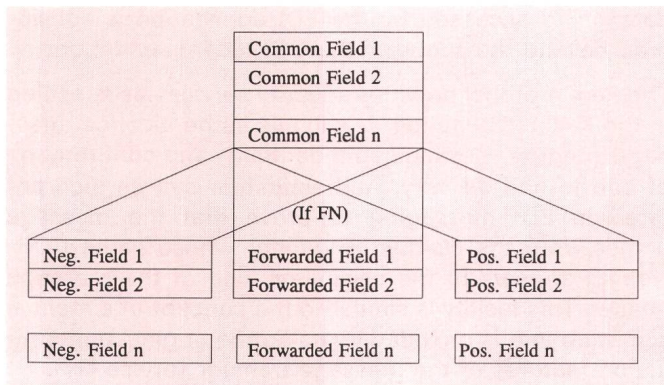 Common Field 1
Common Field 2
Common Field n
(If FN)
Neg. Field 1 Forwarded Field 1 Pos. Field 1
Neg. Field 2 Forwarded Field 2 Pos. Field 2
Neg. Field n Forwarded Field n Pos. Field n